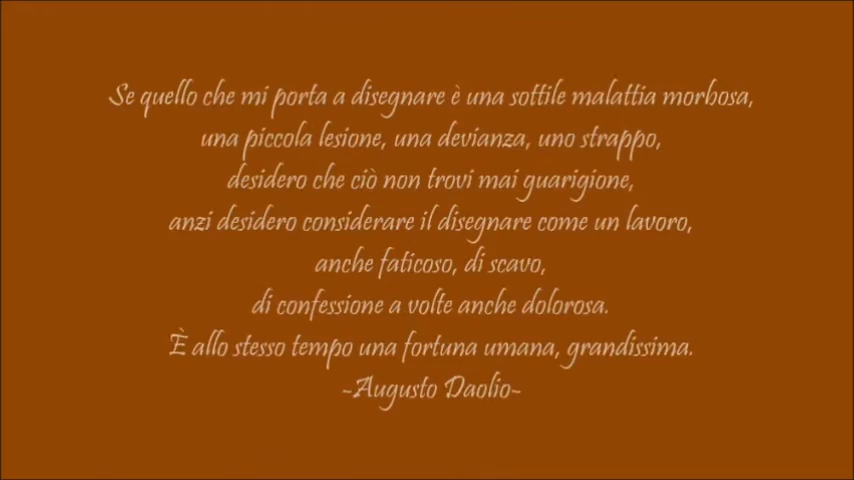 Se quello che mi porta a disegnare è una sottile malattia morbosa,
una piccola lesione, una devianza, uno strappo,
desidero che ciò non trovi mai guarigione,
anzi desidero considerare il disegnare come un lavoro,
anche faticoso, di scavo,
di confessione a volte anche dolorosa.
È allo stesso tempo una fortuna umana, grandissima.
-Augusto Daolio-